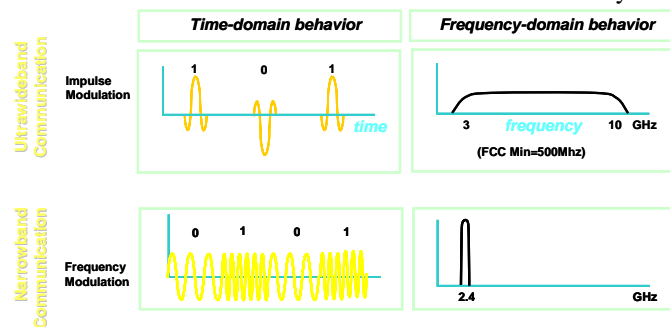 Time-domain behavior
Frequency-domain behavior
Ultrawideband
Communication
Impulse
Modulation
1 0 1
time
3 frequency 10 GHz
(FCC Min=500Mhz)
Narrowband
Communication
Frequency
Modulation
0 1 0 1
2.4 GHz